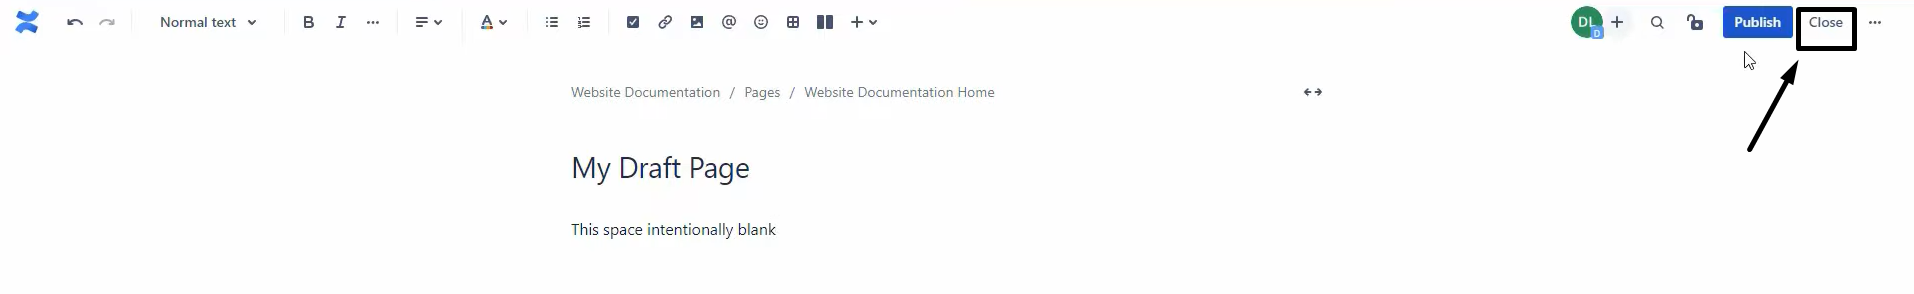 Normal text B I A @ DL D Publish Close
Website Documentation / Pages / Website Documentation Home
My Draft Page
This space intentionally blank